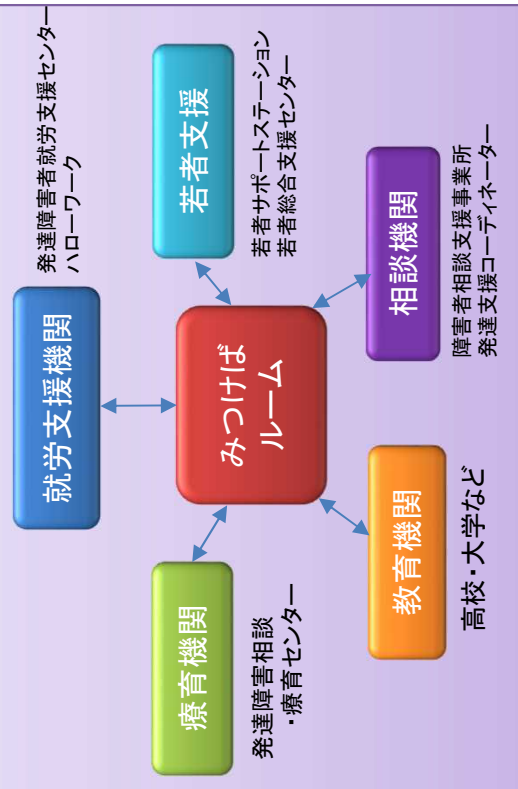 就労支援機関
発達障害者就労支援センター
ハローワーク
療育機関
発達障害相談
・療育センター
みつけば
ルーム
若者支援
若者サポートステーション
若者総合支援センター
教育機関
高校・大学など
相談機関
障害者相談支援事業所
発達支援コーディネーター